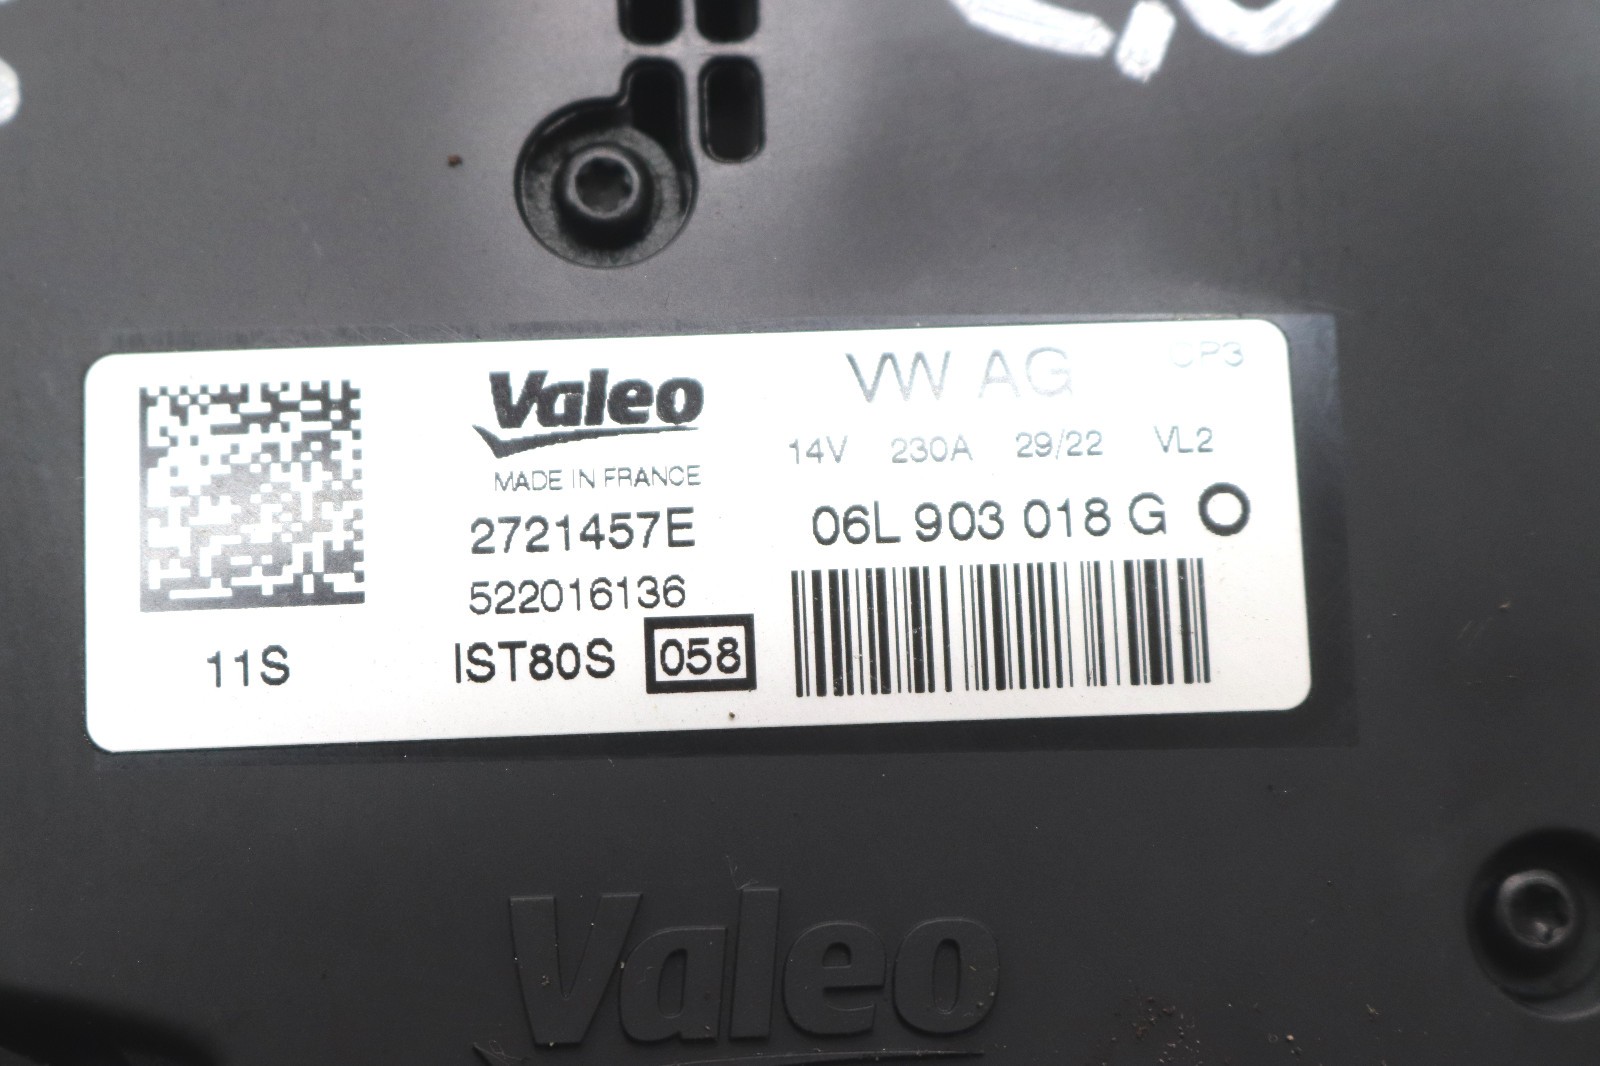 Valeo
MADE IN FRANCE
2721457E
522016136
IST80S 058
11S
VW AG
14V 230A 29/22 VL2
06L 903 018 G
Valeo